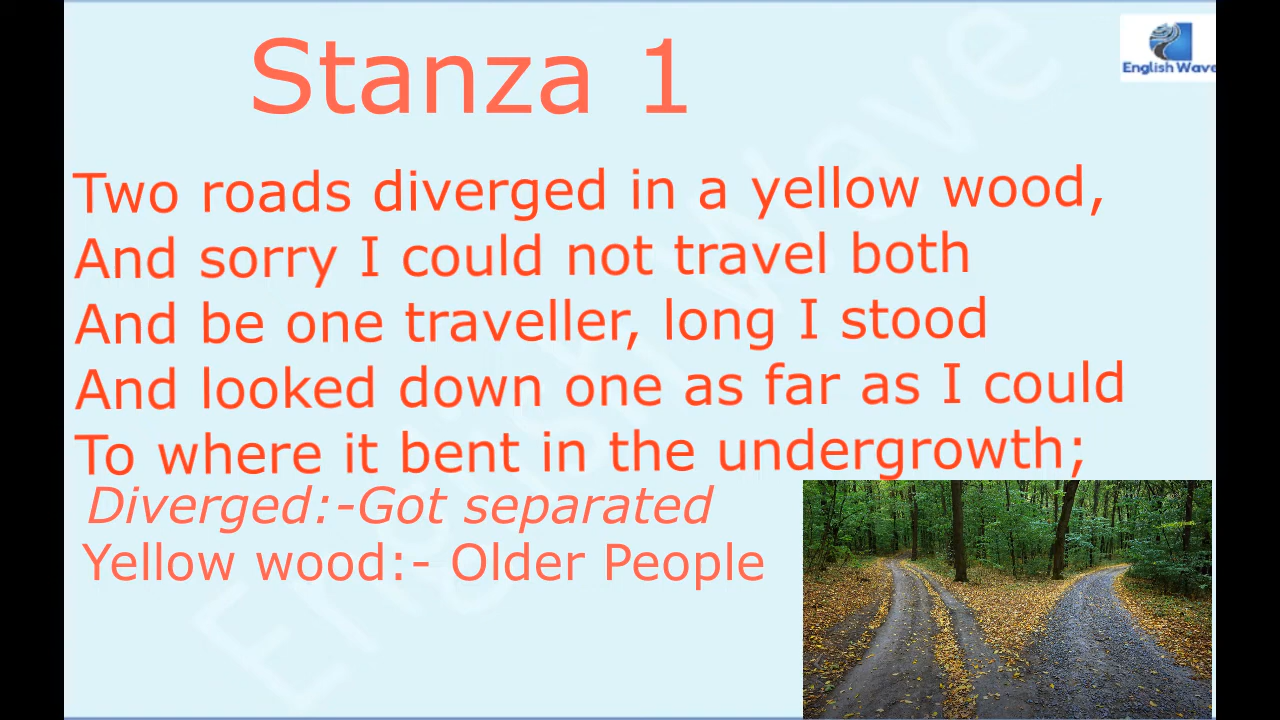 Stanza 1
English Wave
Two roads diverged in a yellow wood,
And sorry I could not travel both
And be one traveller, long I stood
And looked down one as far as I could
To where it bent in the undergrowth;
Diverged:-Got separated
Yellow wood:- Older People
English Wave